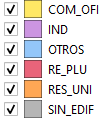 COM_OFI
IND
OTROS
RE_PLU
RES_UNI
SIN_EDIF